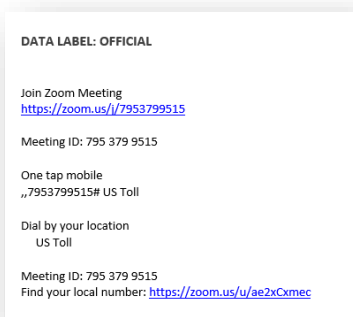 DATA LABEL: OFFICIAL
Join Zoom Meeting
https://zoom.us/j/7953799515
Meeting ID: 795 379 9515
One tap mobile
,,7953799515# US Toll
Dial by your location
US Toll
Meeting ID: 795 379 9515
Find your local number: https://zoom.us/u/ae2xCxmec